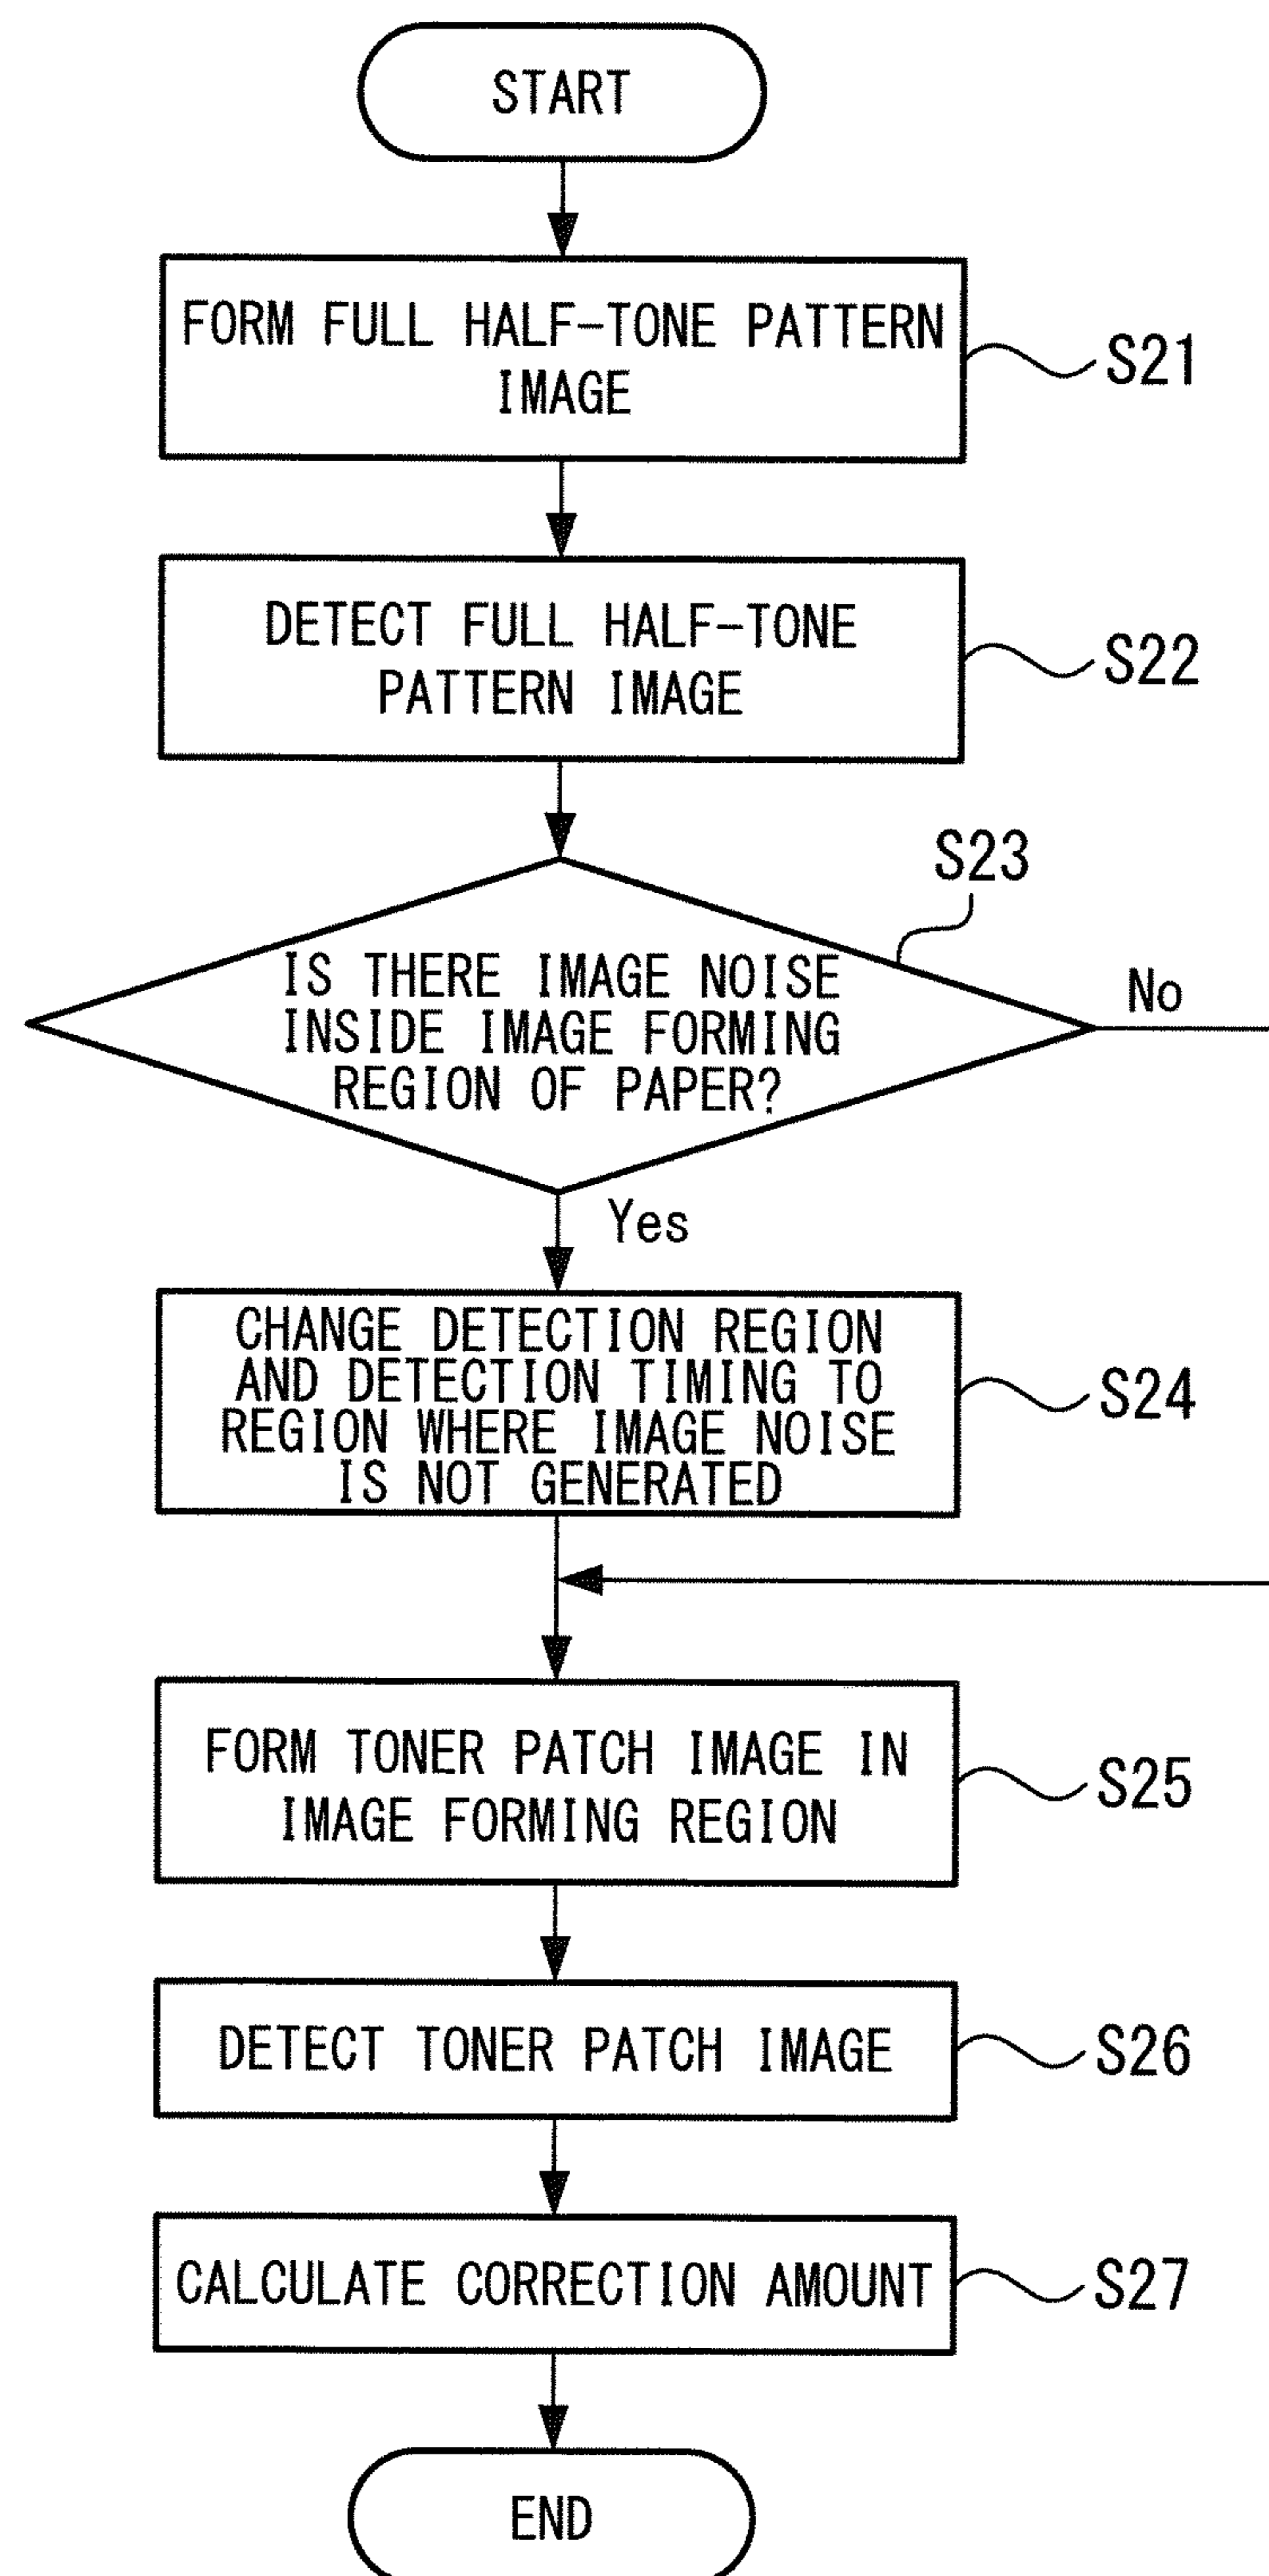 START
FORM FULL HALF-TONE PATTERN
IMAGE
S21
DETECT FULL HALF-TONE
PATTERN IMAGE
S22
S23
IS THERE IMAGE NOISE
INSIDE IMAGE FORMING
REGION OF PAPER?
No
Yes
CHANGE DETECTION REGION
AND DETECTION TIMING TO
REGION WHERE IMAGE NOISE
IS NOT GENERATED
S24
FORM TONER PATCH IMAGE IN
IMAGE FORMING REGION
S25
DETECT TONER PATCH IMAGE
S26
CALCULATE CORRECTION AMOUNT
S27
END